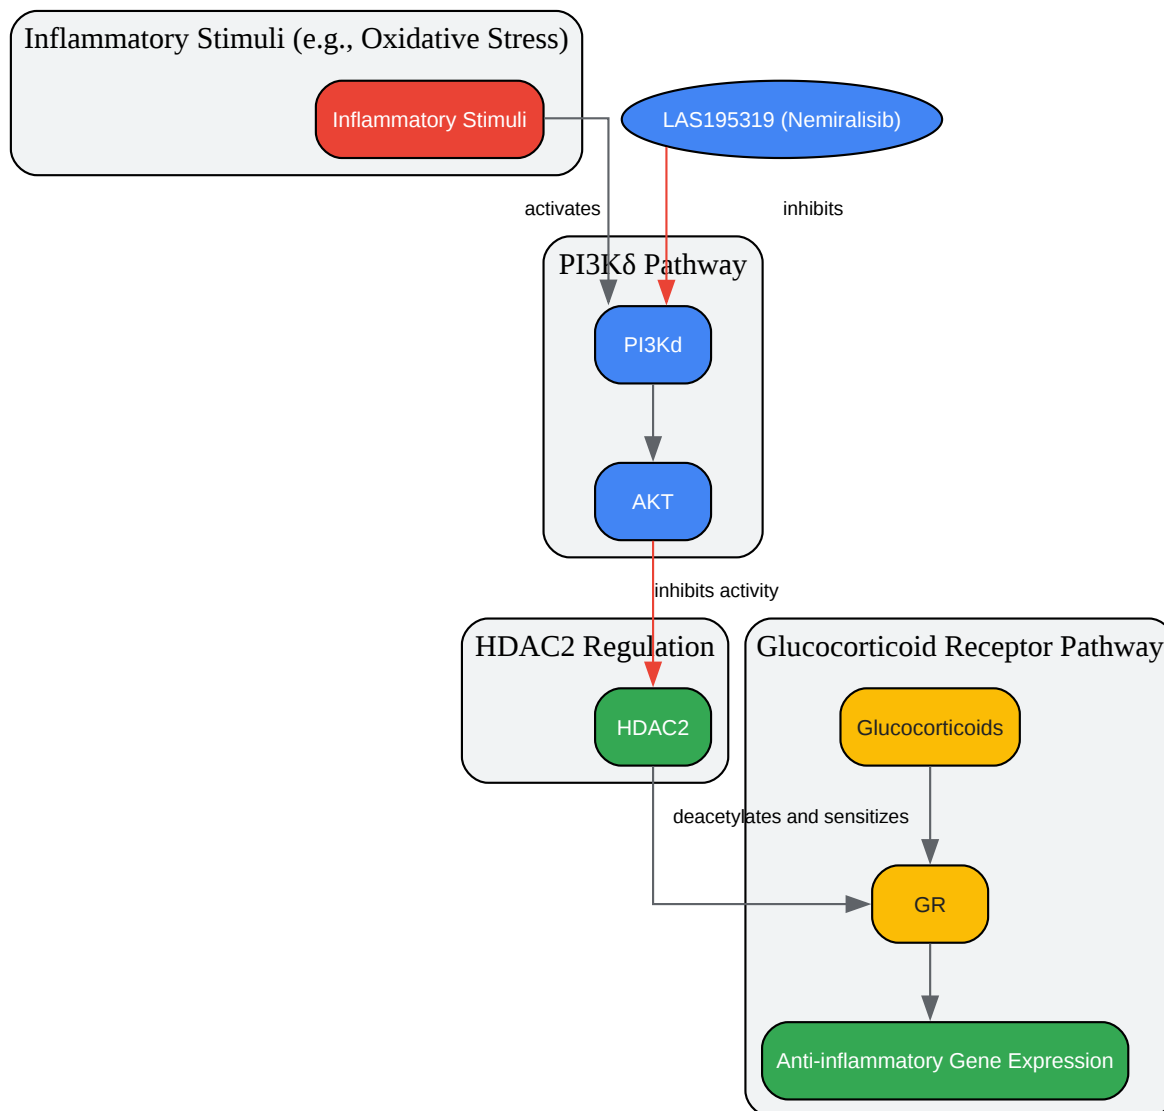 Inflammatory Stimuli (e.g., Oxidative Stress)
Inflammatory Stimuli
LAS195319 (Nemiralisib)
activates
inhibits
PI3Kδ Pathway
PI3Kd
AKT
inhibits activity
HDAC2 Regulation
Glucocorticoid Receptor Pathway
HDAC2
Glucocorticoids
deacetylates and sensitizes
GR
Anti-inflammatory Gene Expression